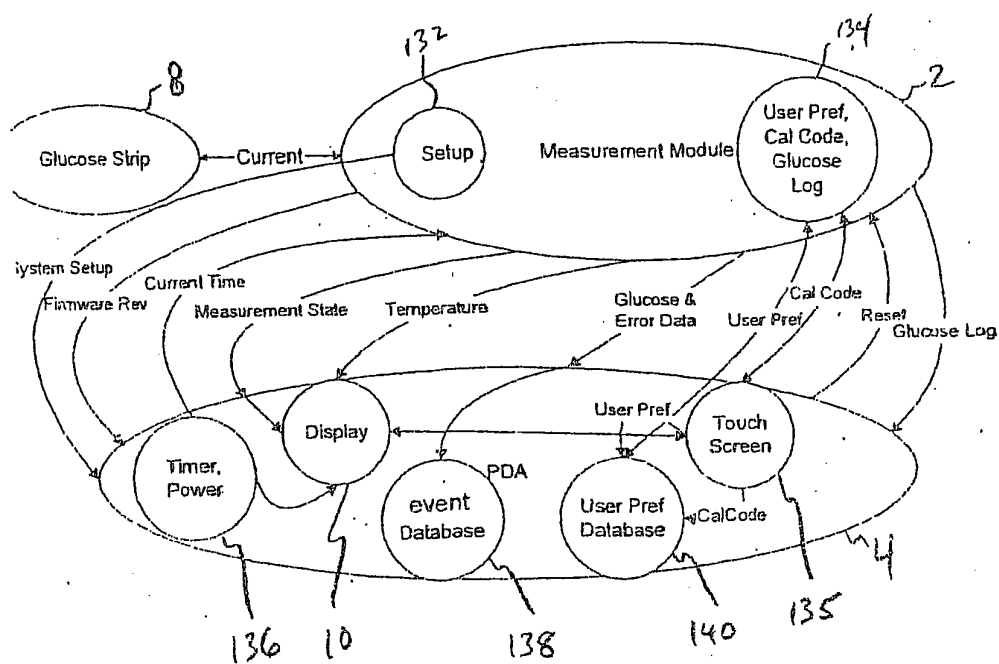 132
134
8
2
User Pref,
Cal Code,
Glucose
Log
Glucose Strip
Current
Setup
Measurement Module
System Setup
Firmware Rev
Current Time
Measurement State
Temperature
Glucose &
Error Data
User Pref
Cal Code
Reset
Glucose Log
User Pref
Touch
Screen
Display
Timer,
Power
PDA
event
Database
User Pref
Database
CalCode
4
136
10
138
140
135